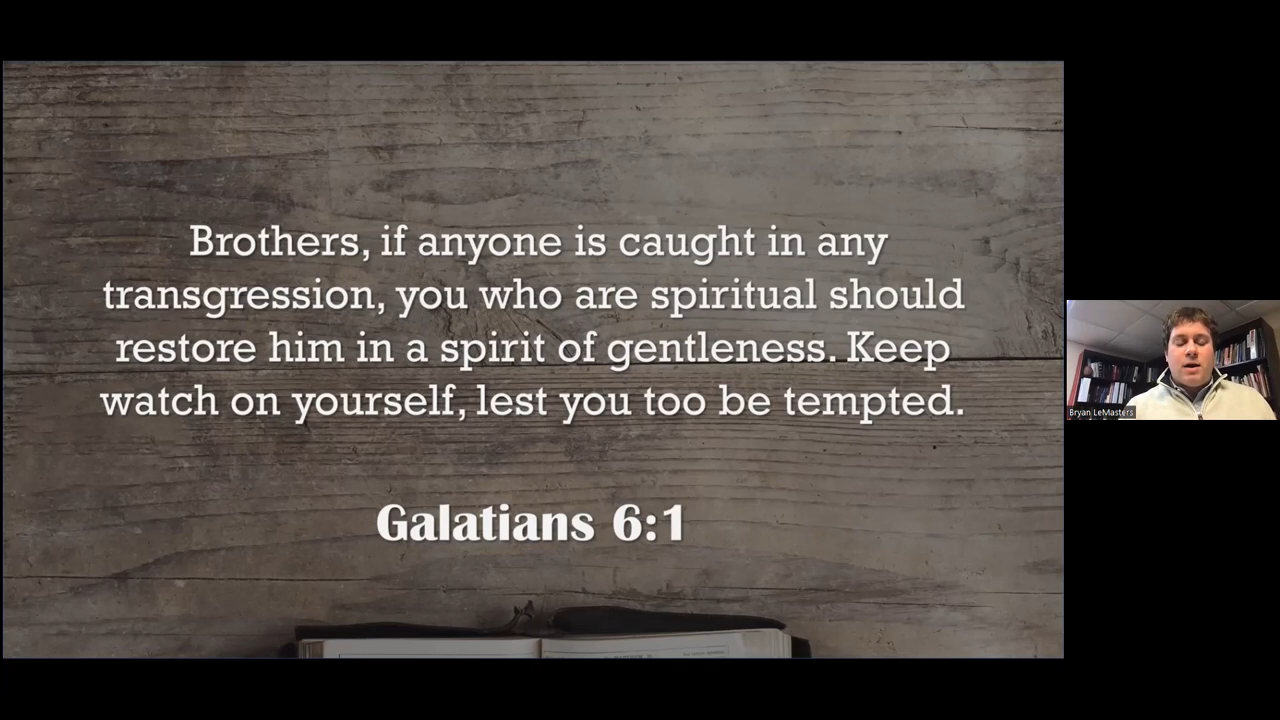 Brothers, if anyone is caught in any
transgression, you who are spiritual should
restore him in a spirit of gentleness. Keep
watch on yourself, lest you too be tempted.
Galatians 6:1
Bryan LeMasters